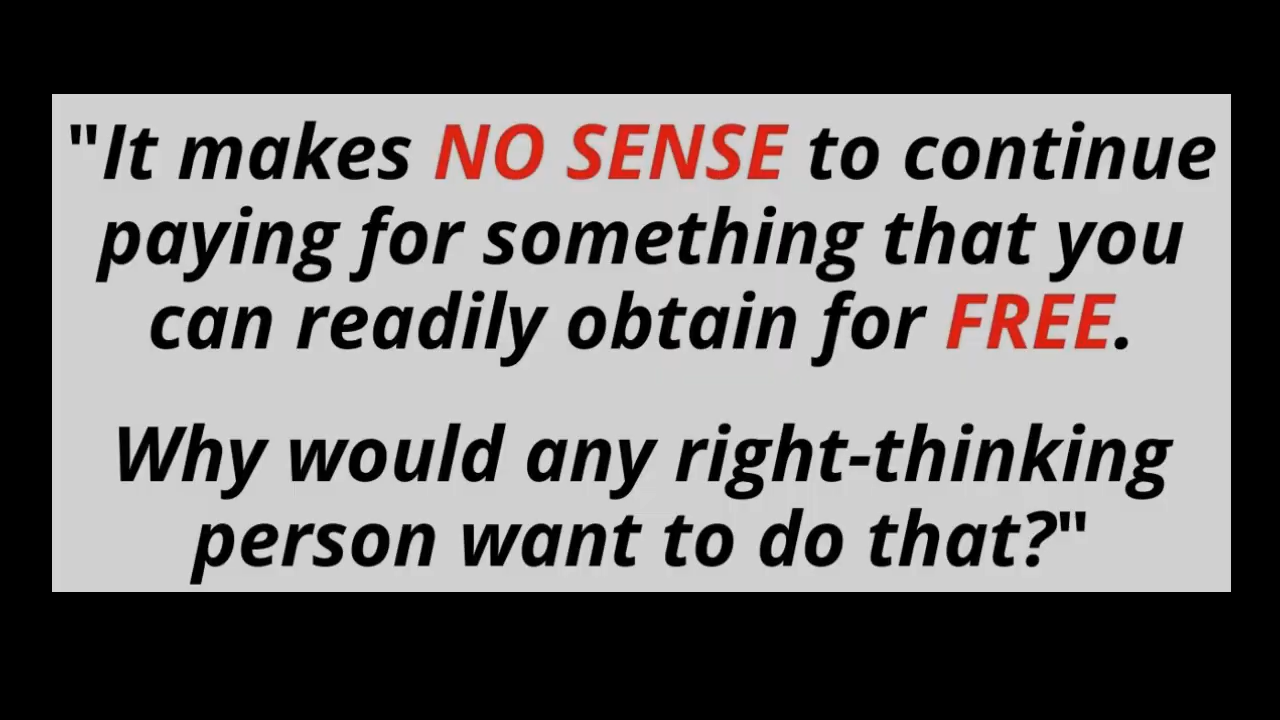 "It makes NO SENSE to continue
paying for something that you
can readily obtain for FREE.
Why would any right-thinking
person want to do that?"